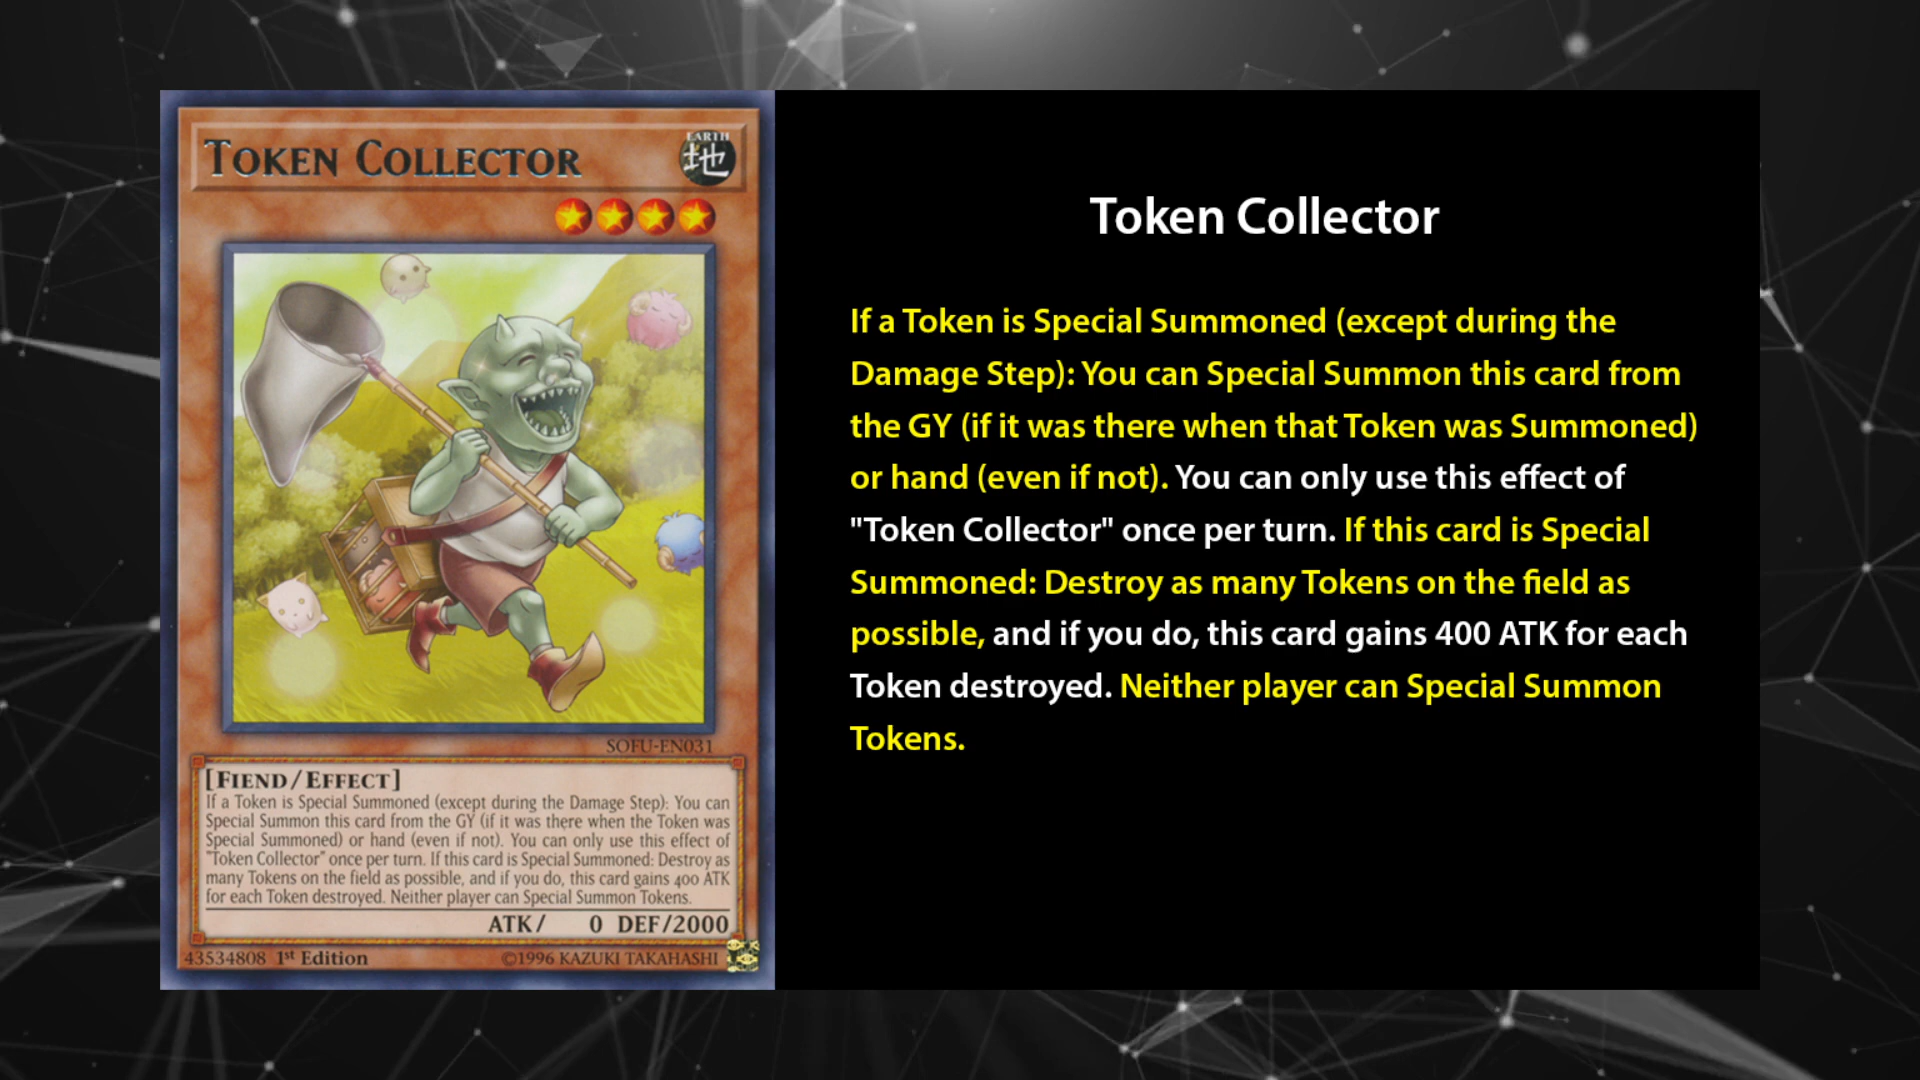 TOKEN COLLECTOR
EARTH
地
SOFU-EN031
[FIEND/EFFECT]
If a Token is Special Summoned (except during the Damage Step): You can
Special Summon this card from the GY (if it was there when the Token was
Special Summoned) or hand (even if not). You can only use this effect of
"Token Collector" once per turn. If this card is Special Summoned: Destroy as
many Tokens on the field as possible, and if you do, this card gains 400 ATK
for each Token destroyed. Neither player can Special Summon Tokens.
ATK/ 0 DEF/2000
43534808 1st Edition ©1996 KAZUKI TAKAHASHI
Token Collector
If a Token is Special Summoned (except during the
Damage Step): You can Special Summon this card from
the GY (if it was there when that Token was Summoned)
or hand (even if not). You can only use this effect of
"Token Collector" once per turn. If this card is Special
Summoned: Destroy as many Tokens on the field as
possible, and if you do, this card gains 400 ATK for each
Token destroyed. Neither player can Special Summon
Tokens.